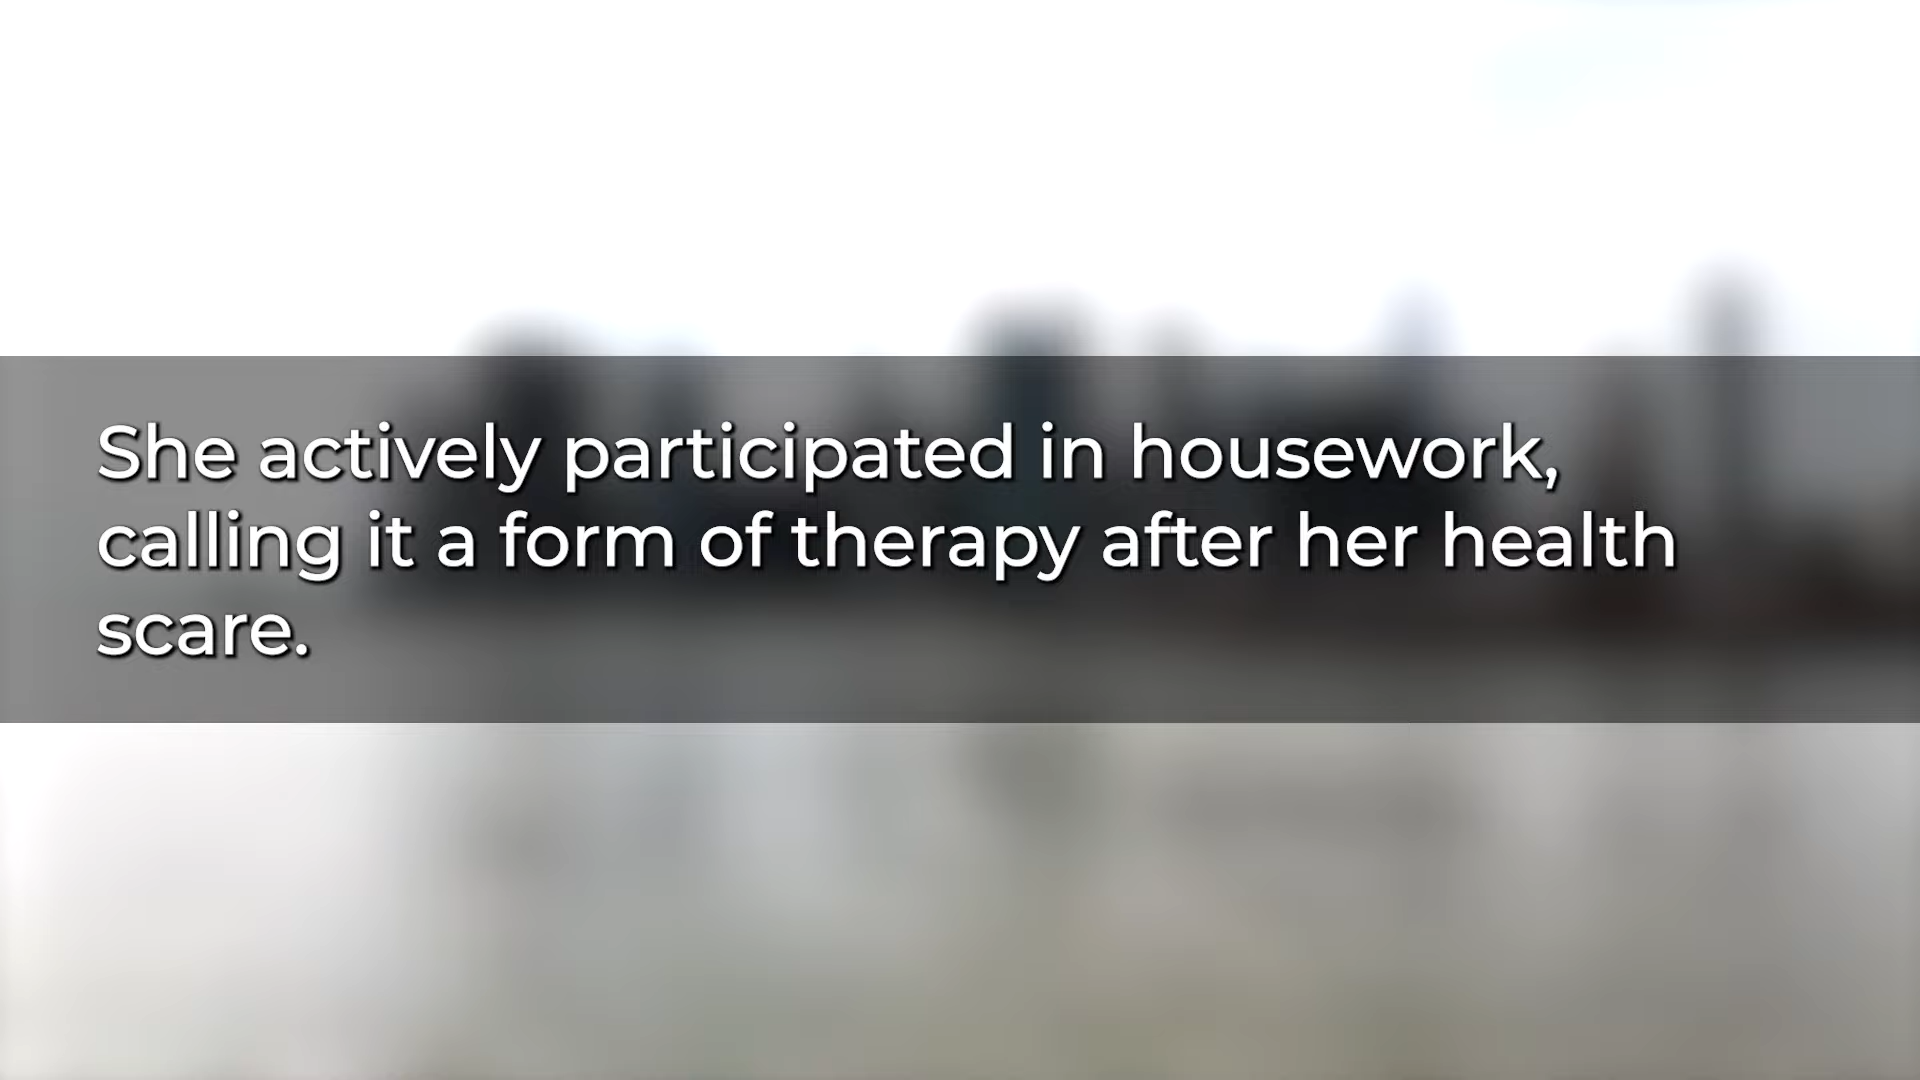 She actively participated in housework,
calling it a form of therapy after her health
scare.